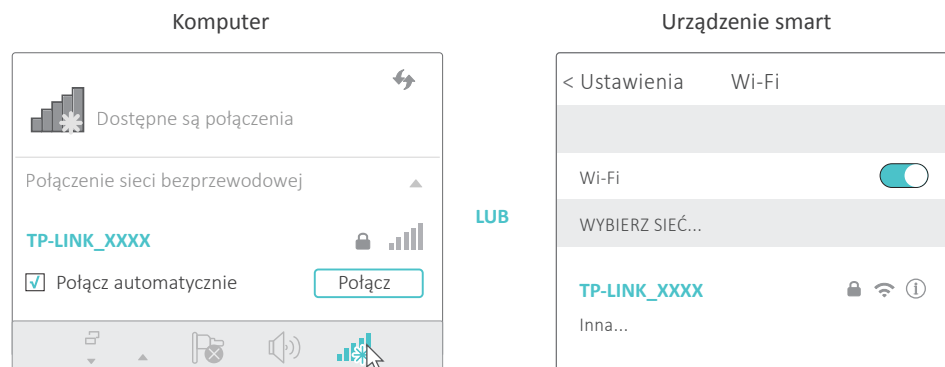 Komputer
Dostępne są połączenia
Połączenie sieci bezprzewodowej
TP-LINK_XXXX
Połącz automatycznie
Połącz
LUB
Urządzenie smart
< Ustawienia Wi-Fi
Wi-Fi
WYBIERZ SIEĆ...
TP-LINK_XXXX
Inna...